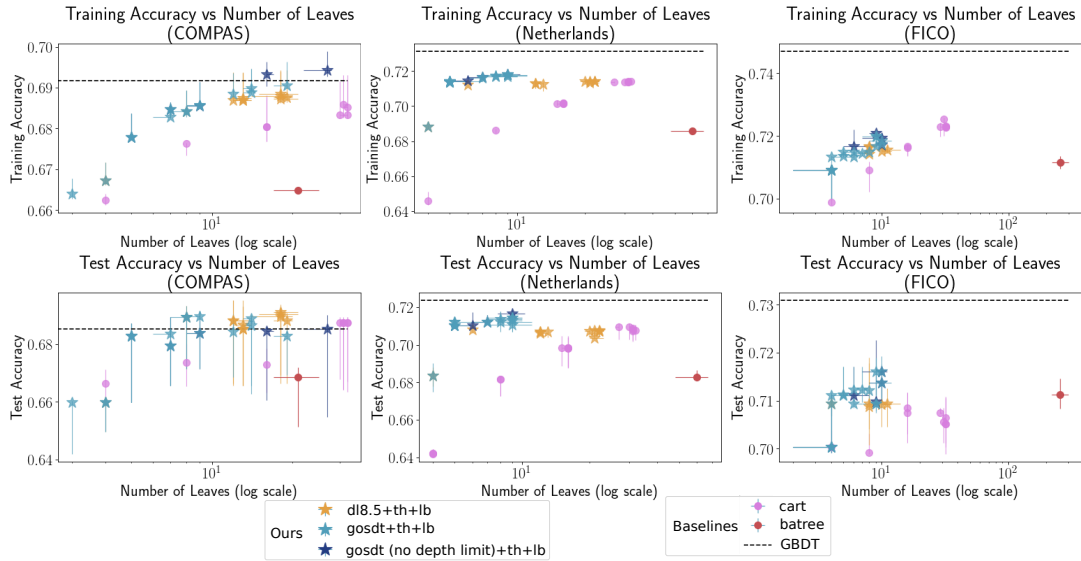 Training Accuracy vs Number of Leaves
(COMPAS)
Training Accuracy
0.70
0.69
0.68
0.67
0.66
10¹
Number of Leaves (log scale)
Training Accuracy vs Number of Leaves
(Netherlands)
Training Accuracy
0.72
0.70
0.68
0.66
0.64
10¹
Number of Leaves (log scale)
Training Accuracy vs Number of Leaves
(FICO)
Training Accuracy
0.74
0.72
0.70
10¹
10²
Number of Leaves (log scale)
Test Accuracy vs Number of Leaves
(COMPAS)
Test Accuracy
0.68
0.66
0.64
10¹
Number of Leaves (log scale)
Test Accuracy vs Number of Leaves
(Netherlands)
Test Accuracy
0.72
0.70
0.68
0.66
0.64
10¹
Number of Leaves (log scale)
Test Accuracy vs Number of Leaves
(FICO)
Test Accuracy
0.73
0.72
0.71
0.70
10¹
10²
Number of Leaves (log scale)
Ours
dl8.5+th+lb
gosdt+th+lb
gosdt (no depth limit)+th+lb
Baselines
cart
batree
GBDT